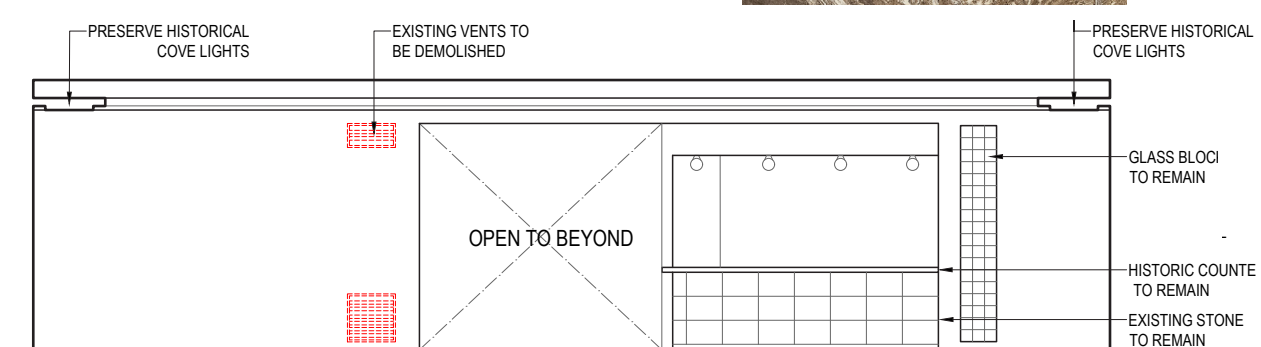 PRESERVE HISTORICAL
COVE LIGHTS
EXISTING VENTS TO
BE DEMOLISHED
PRESERVE HISTORICAL
COVE LIGHTS
GLASS BLOCI
TO REMAIN
OPEN TO BEYOND
-
HISTORIC COUNTE
TO REMAIN
EXISTING STONE
TO REMAIN